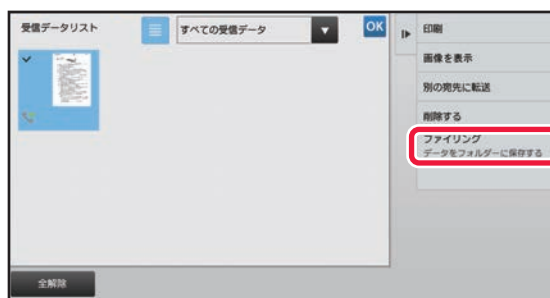 受信データリスト
すべての受信データ
OK
印刷
画像を表示
別の宛先に転送
削除する
ファイリング
データをフォルダーに保存する
全解除